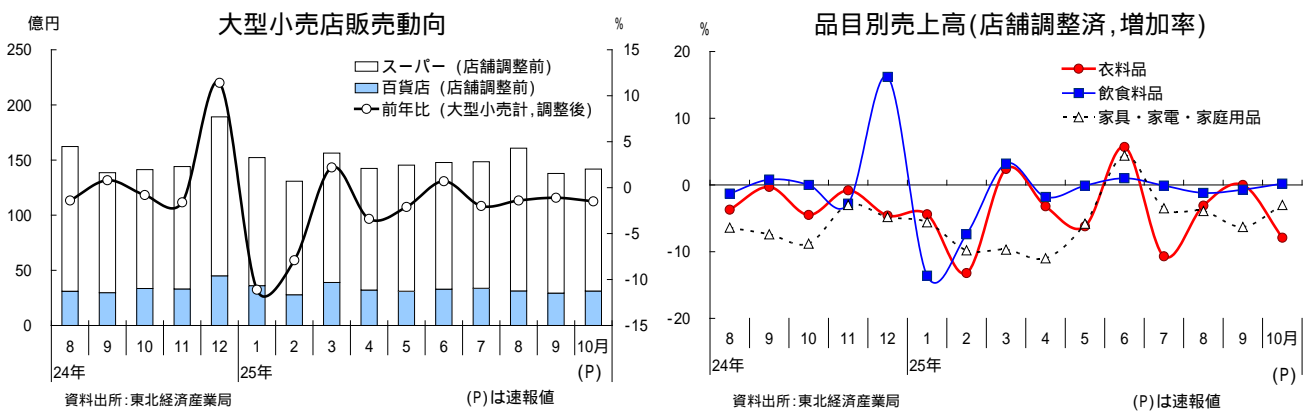 大型小売店販売動向
億円
%
スーパー (店舗調整前)
百貨店 (店舗調整前)
前年比 (大型小売計,調整後)
250
200
150
100
50
0
15
10
5
0
-5
-10
-15
8 9 10 11 12 1 2 3 4 5 6 7 8 9 10月
24年 25年 (P)
資料出所:東北経済産業局 (P)は速報値
品目別売上高(店舗調整済,増加率)
%
衣料品
飲食料品
家具・家電・家庭用品
20
10
0
-10
-20
8 9 10 11 12 1 2 3 4 5 6 7 8 9 10月
24年 25年 (P)
資料出所:東北経済産業局 (P)は速報値